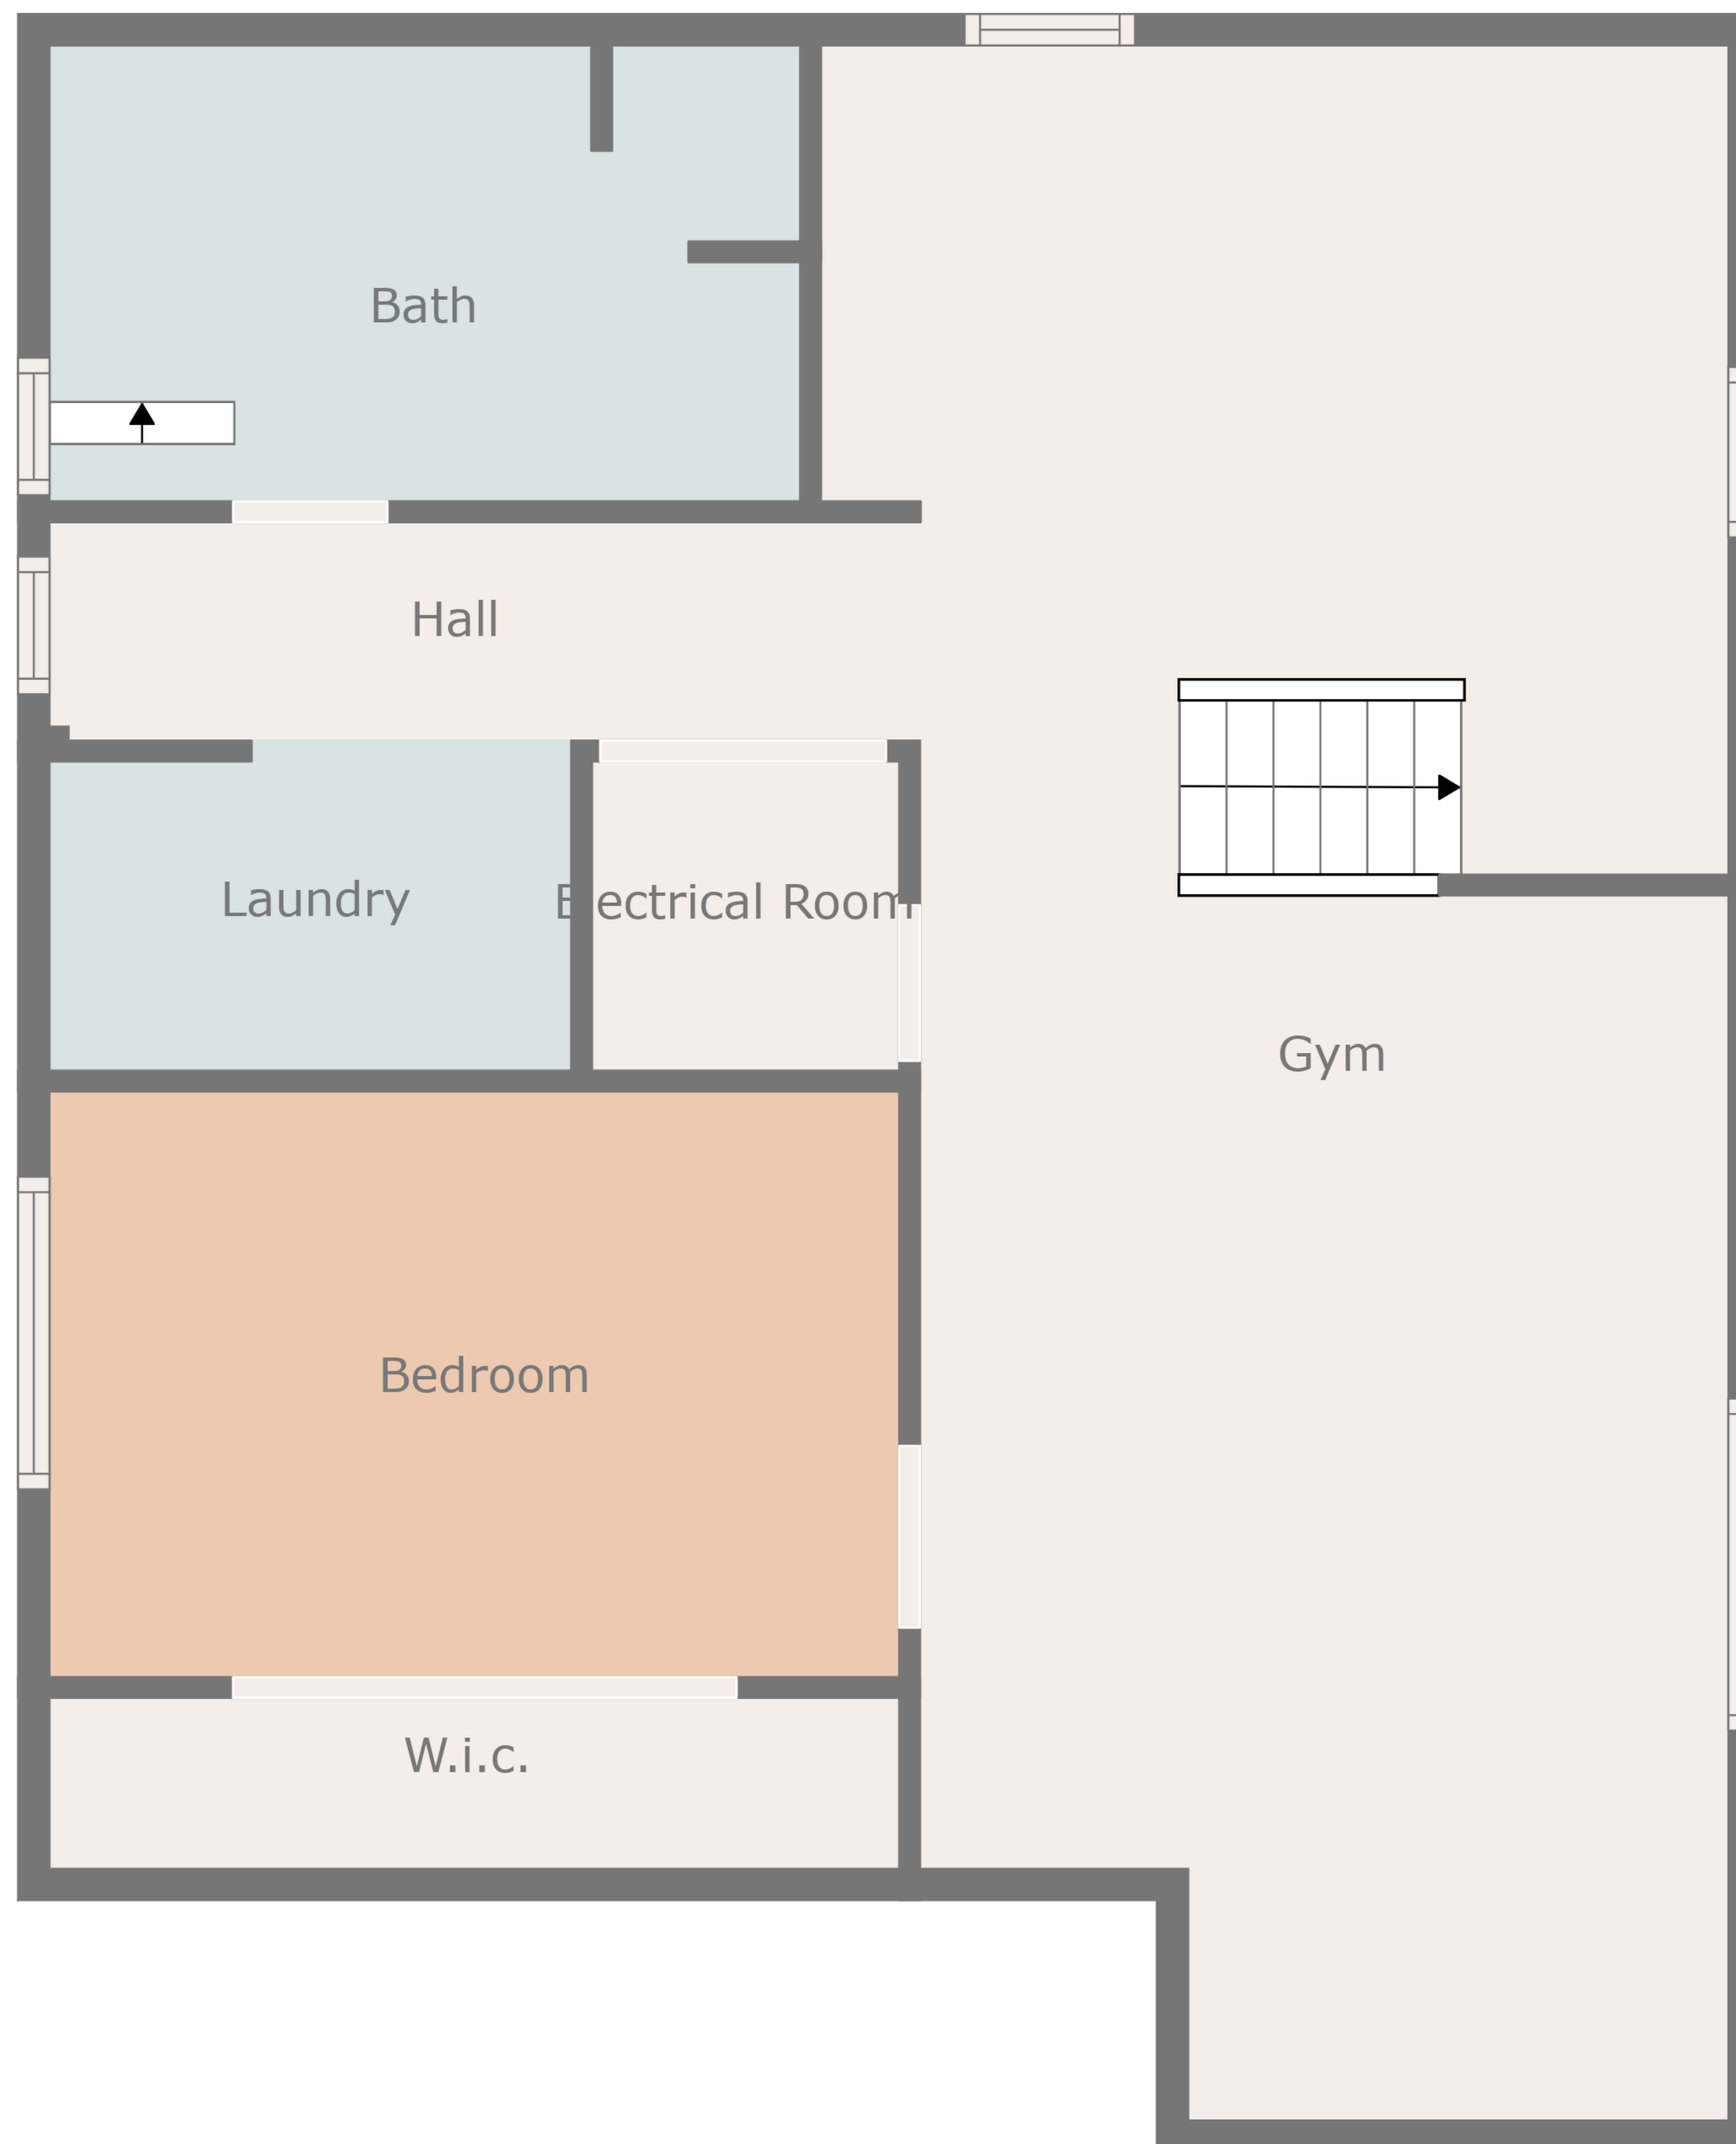 Bath
Hall
Laundry
Electrical Room
Gym
Bedroom
W.i.c.